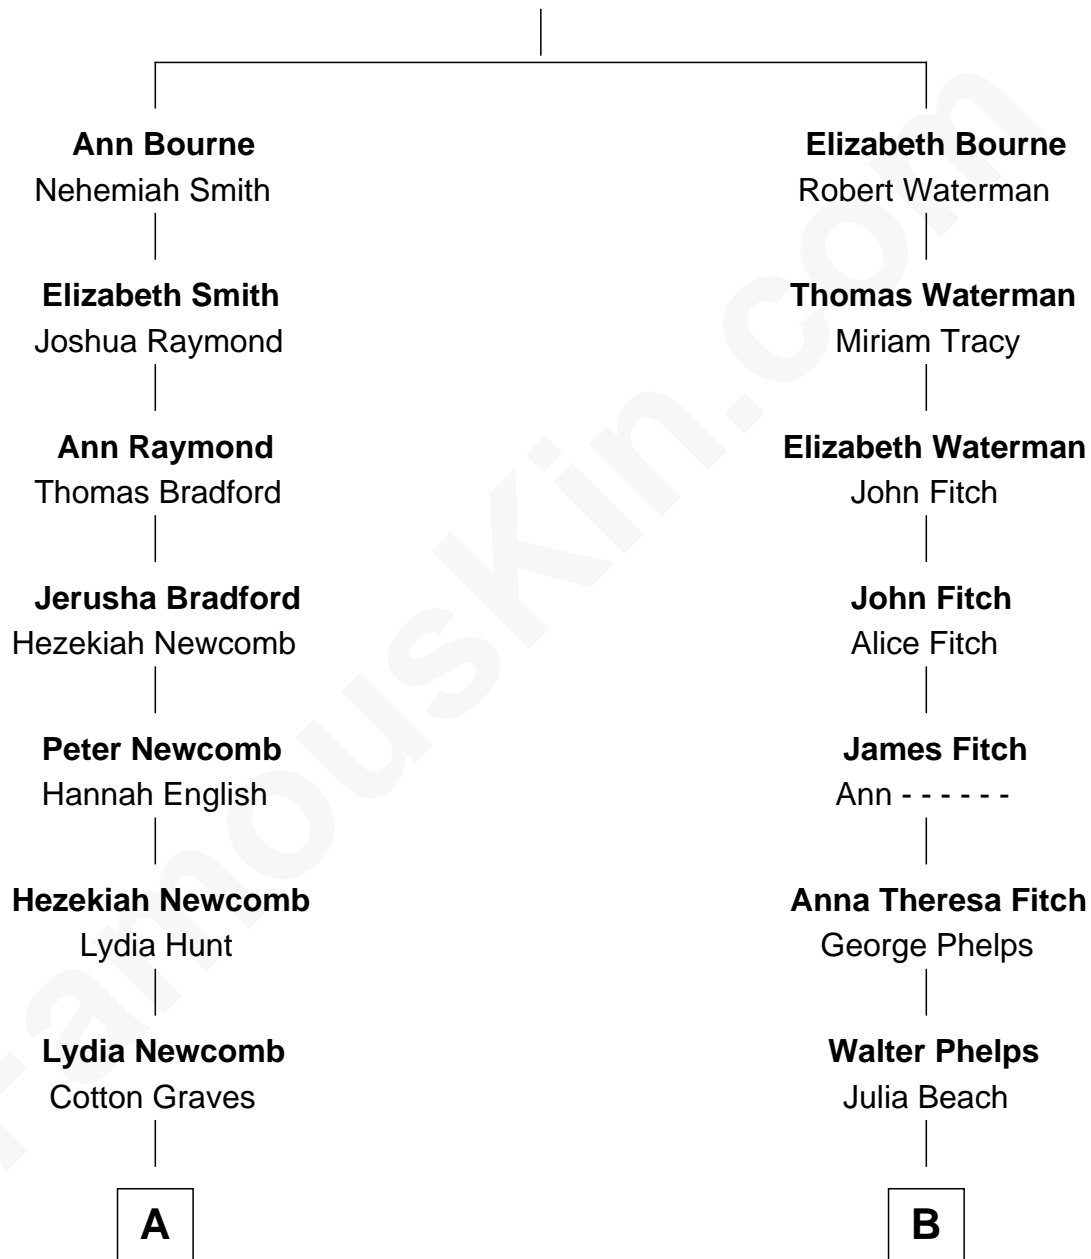 Ann Bourne
Nehemiah Smith
Elizabeth Smith
Joshua Raymond
Ann Raymond
Thomas Bradford
Jerusha Bradford
Hezekiah Newcomb
Peter Newcomb
Hannah English
Hezekiah Newcomb
Lydia Hunt
Lydia Newcomb
Cotton Graves
A
Elizabeth Bourne
Robert Waterman
Thomas Waterman
Miriam Tracy
Elizabeth Waterman
John Fitch
John Fitch
Alice Fitch
James Fitch
Ann - - - - - -
Anna Theresa Fitch
George Phelps
Walter Phelps
Julia Beach
B
FamousKin.com